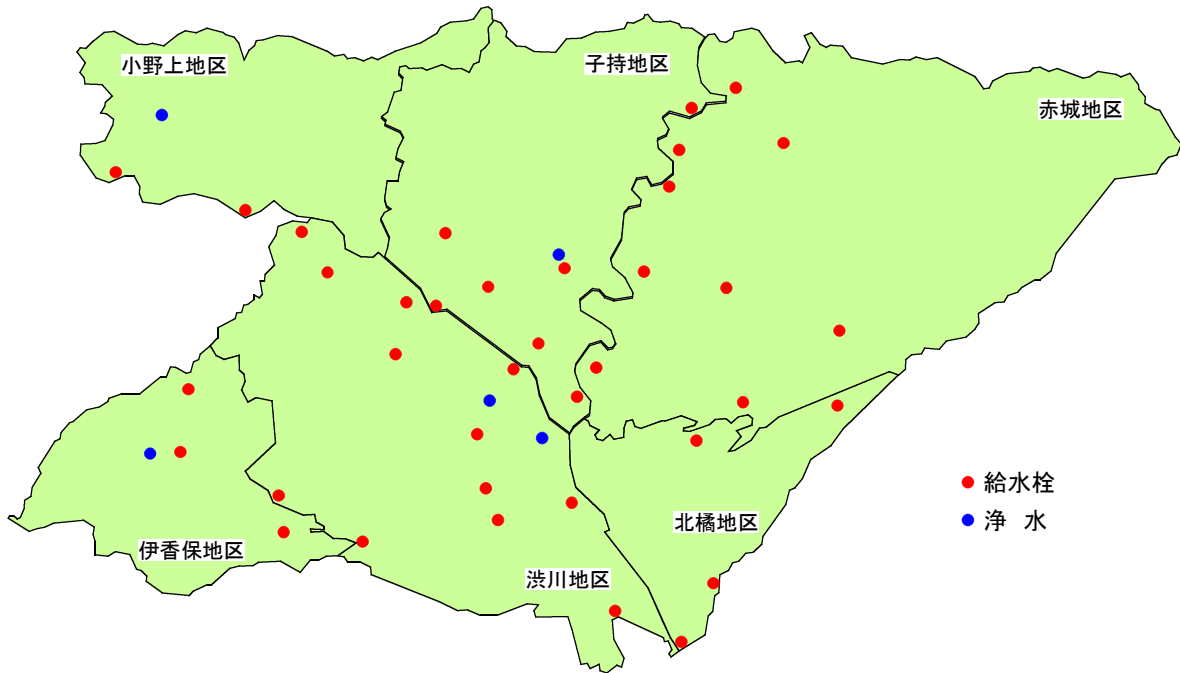 小野上地区
子持地区
赤城地区
給水栓
浄 水
北橘地区
伊香保地区
渋川地区